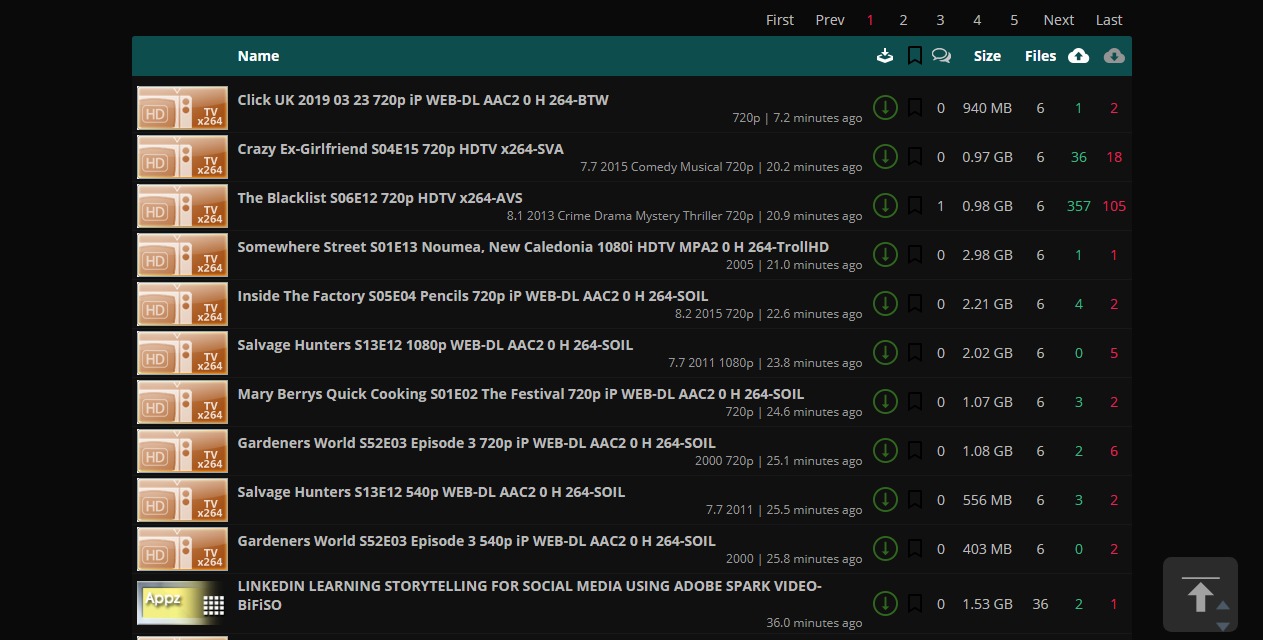 First Prev 1 2 3 4 5 Next Last
Name Size Files
HD TV x264 Click UK 2019 03 23 720p iP WEB-DL AAC2 0 H 264-BTW
720p | 7.2 minutes ago 0 940 MB 6 1 2
HD TV x264 Crazy Ex-Girlfriend S04E15 720p HDTV x264-SVA
7.7 2015 Comedy Musical 720p | 20.2 minutes ago 0 0.97 GB 6 36 18
HD TV x264 The Blacklist S06E12 720p HDTV x264-AVS
8.1 2013 Crime Drama Mystery Thriller 720p | 20.9 minutes ago 1 0.98 GB 6 357 105
HD TV x264 Somewhere Street S01E13 Noumea, New Caledonia 1080i HDTV MPA2 0 H 264-TrollHD
2005 | 21.0 minutes ago 0 2.98 GB 6 1 1
HD TV x264 Inside The Factory S05E04 Pencils 720p iP WEB-DL AAC2 0 H 264-SOIL
8.2 2015 720p | 22.6 minutes ago 0 2.21 GB 6 4 2
HD TV x264 Salvage Hunters S13E12 1080p WEB-DL AAC2 0 H 264-SOIL
7.7 2011 1080p | 23.8 minutes ago 0 2.02 GB 6 0 5
HD TV x264 Mary Berrys Quick Cooking S01E02 The Festival 720p iP WEB-DL AAC2 0 H 264-SOIL
720p | 24.6 minutes ago 0 1.07 GB 6 3 2
HD TV x264 Gardeners World S52E03 Episode 3 720p iP WEB-DL AAC2 0 H 264-SOIL
2000 720p | 25.1 minutes ago 0 1.08 GB 6 2 6
HD TV x264 Salvage Hunters S13E12 540p WEB-DL AAC2 0 H 264-SOIL
7.7 2011 | 25.5 minutes ago 0 556 MB 6 3 2
HD TV x264 Gardeners World S52E03 Episode 3 540p iP WEB-DL AAC2 0 H 264-SOIL
2000 | 25.8 minutes ago 0 403 MB 6 0 2
Appz LINKEDIN LEARNING STORYTELLING FOR SOCIAL MEDIA USING ADOBE SPARK VIDEO-
BiFiSO 0 1.53 GB 36 2 1
36.0 minutes ago